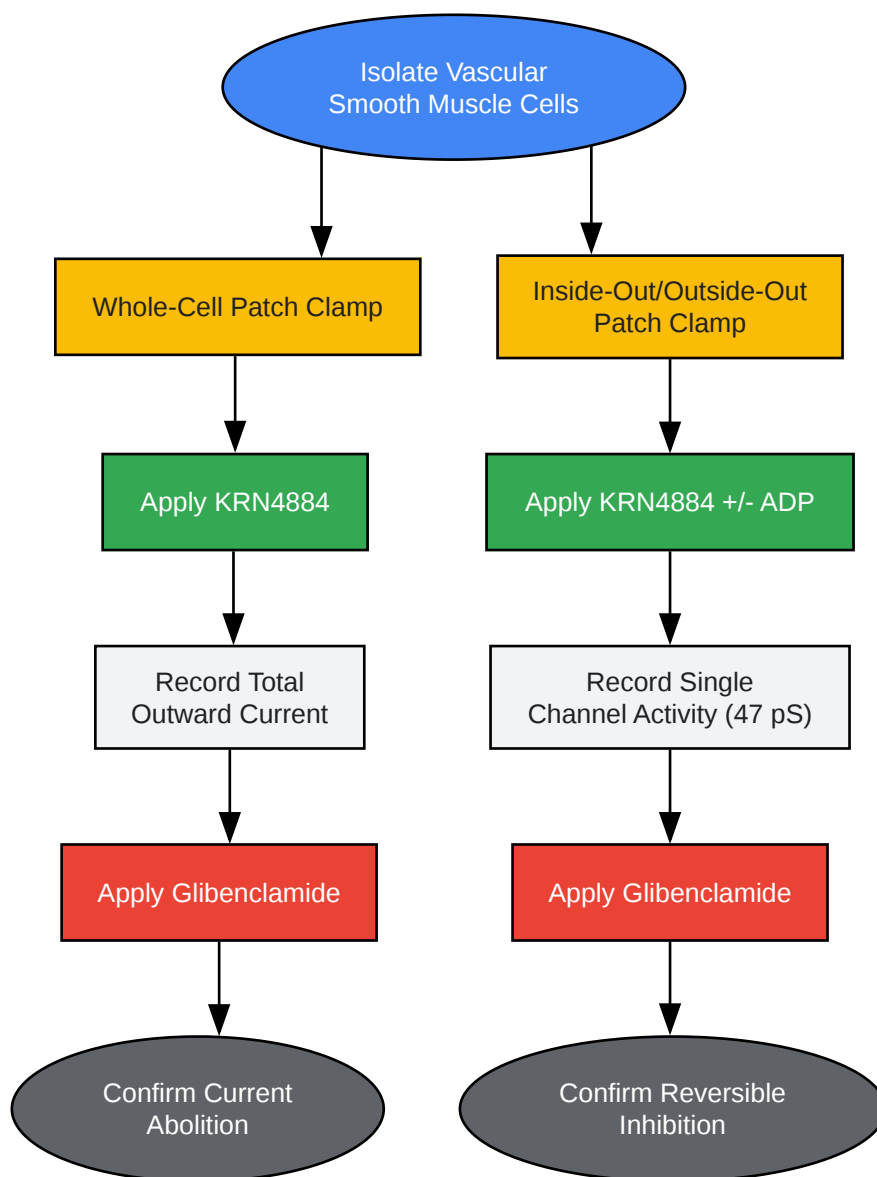 Isolate Vascular
Smooth Muscle Cells
Whole-Cell Patch Clamp
Inside-Out/Outside-Out
Patch Clamp
Apply KRN4884
Apply KRN4884 +/- ADP
Record Total
Outward Current
Record Single
Channel Activity (47 pS)
Apply Glibenclamide
Apply Glibenclamide
Confirm Current
Abolition
Confirm Reversible
Inhibition